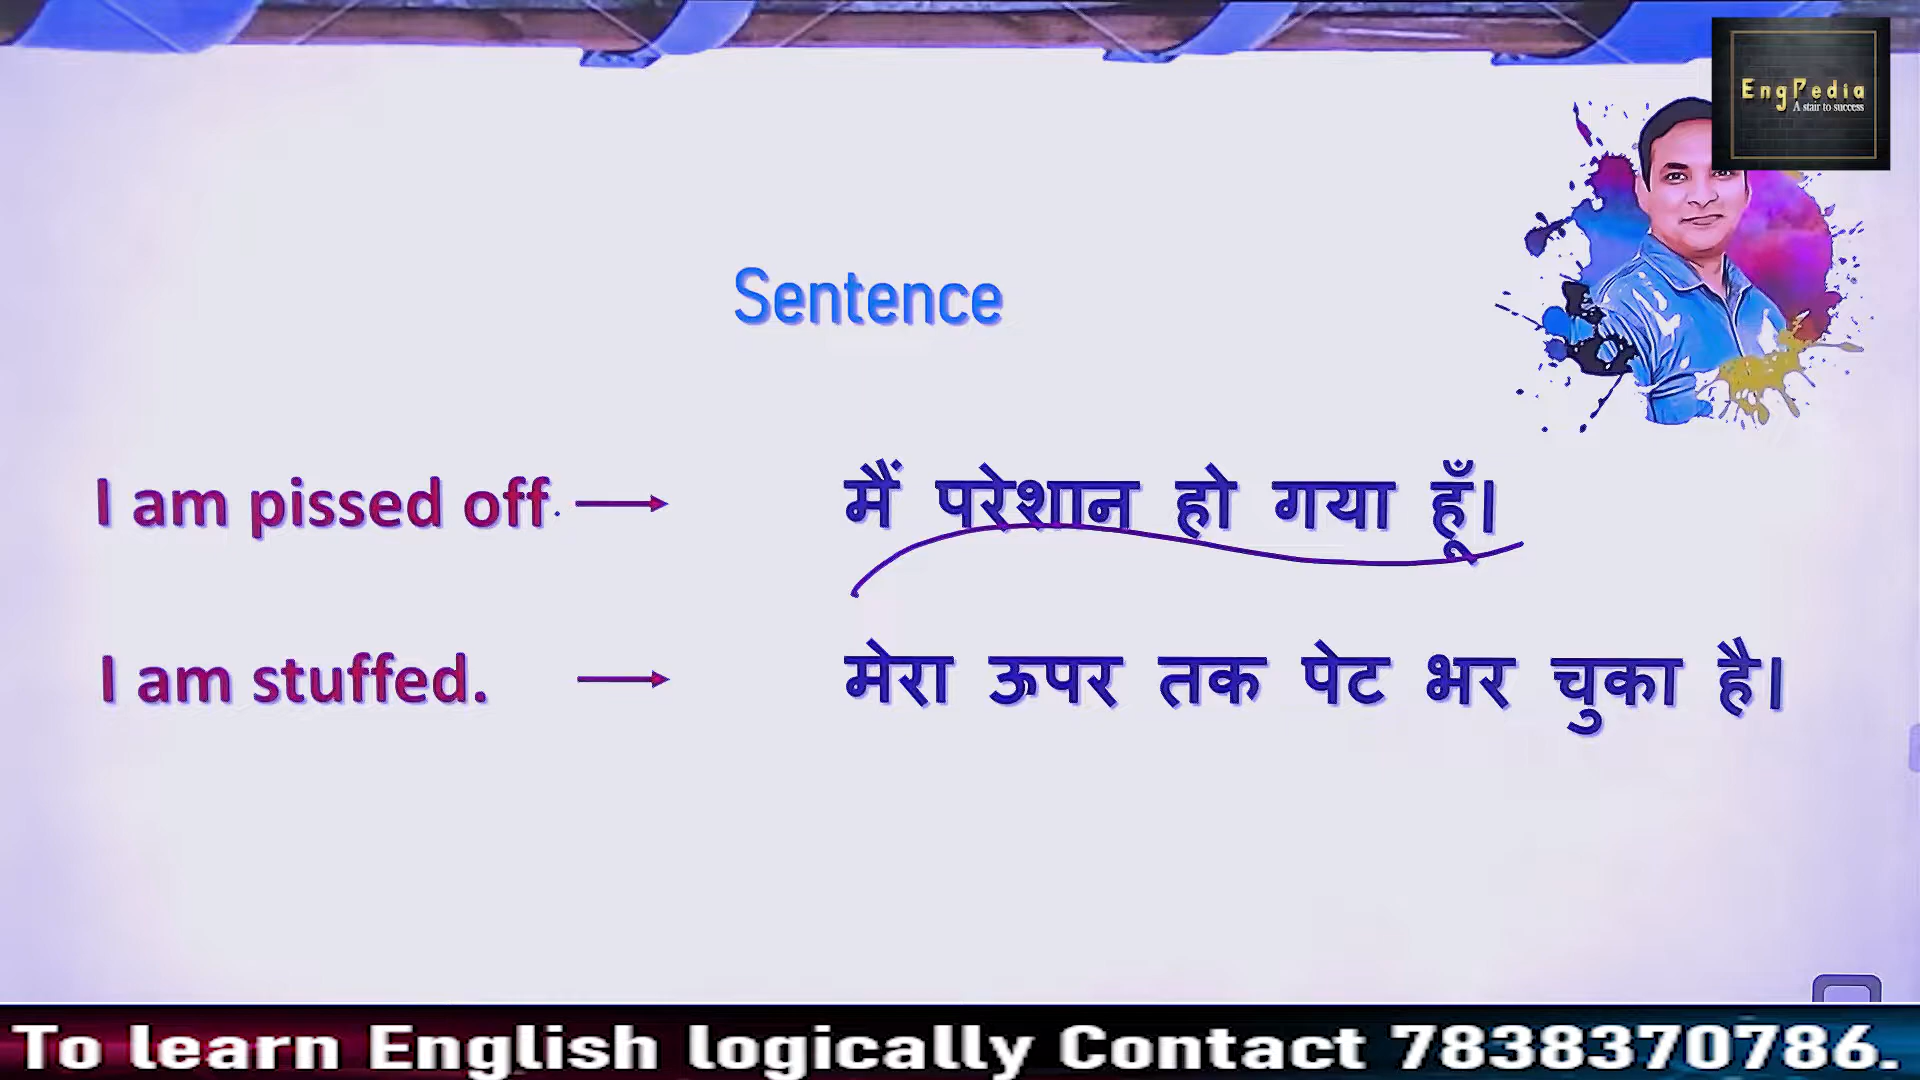 EngPedia
A stair to success
Sentence
I am pissed off. → मैं परेशान हो गया हूँ।
I am stuffed. → मेरा ऊपर तक पेट भर चुका है।
To learn English logically Contact 7838370786.